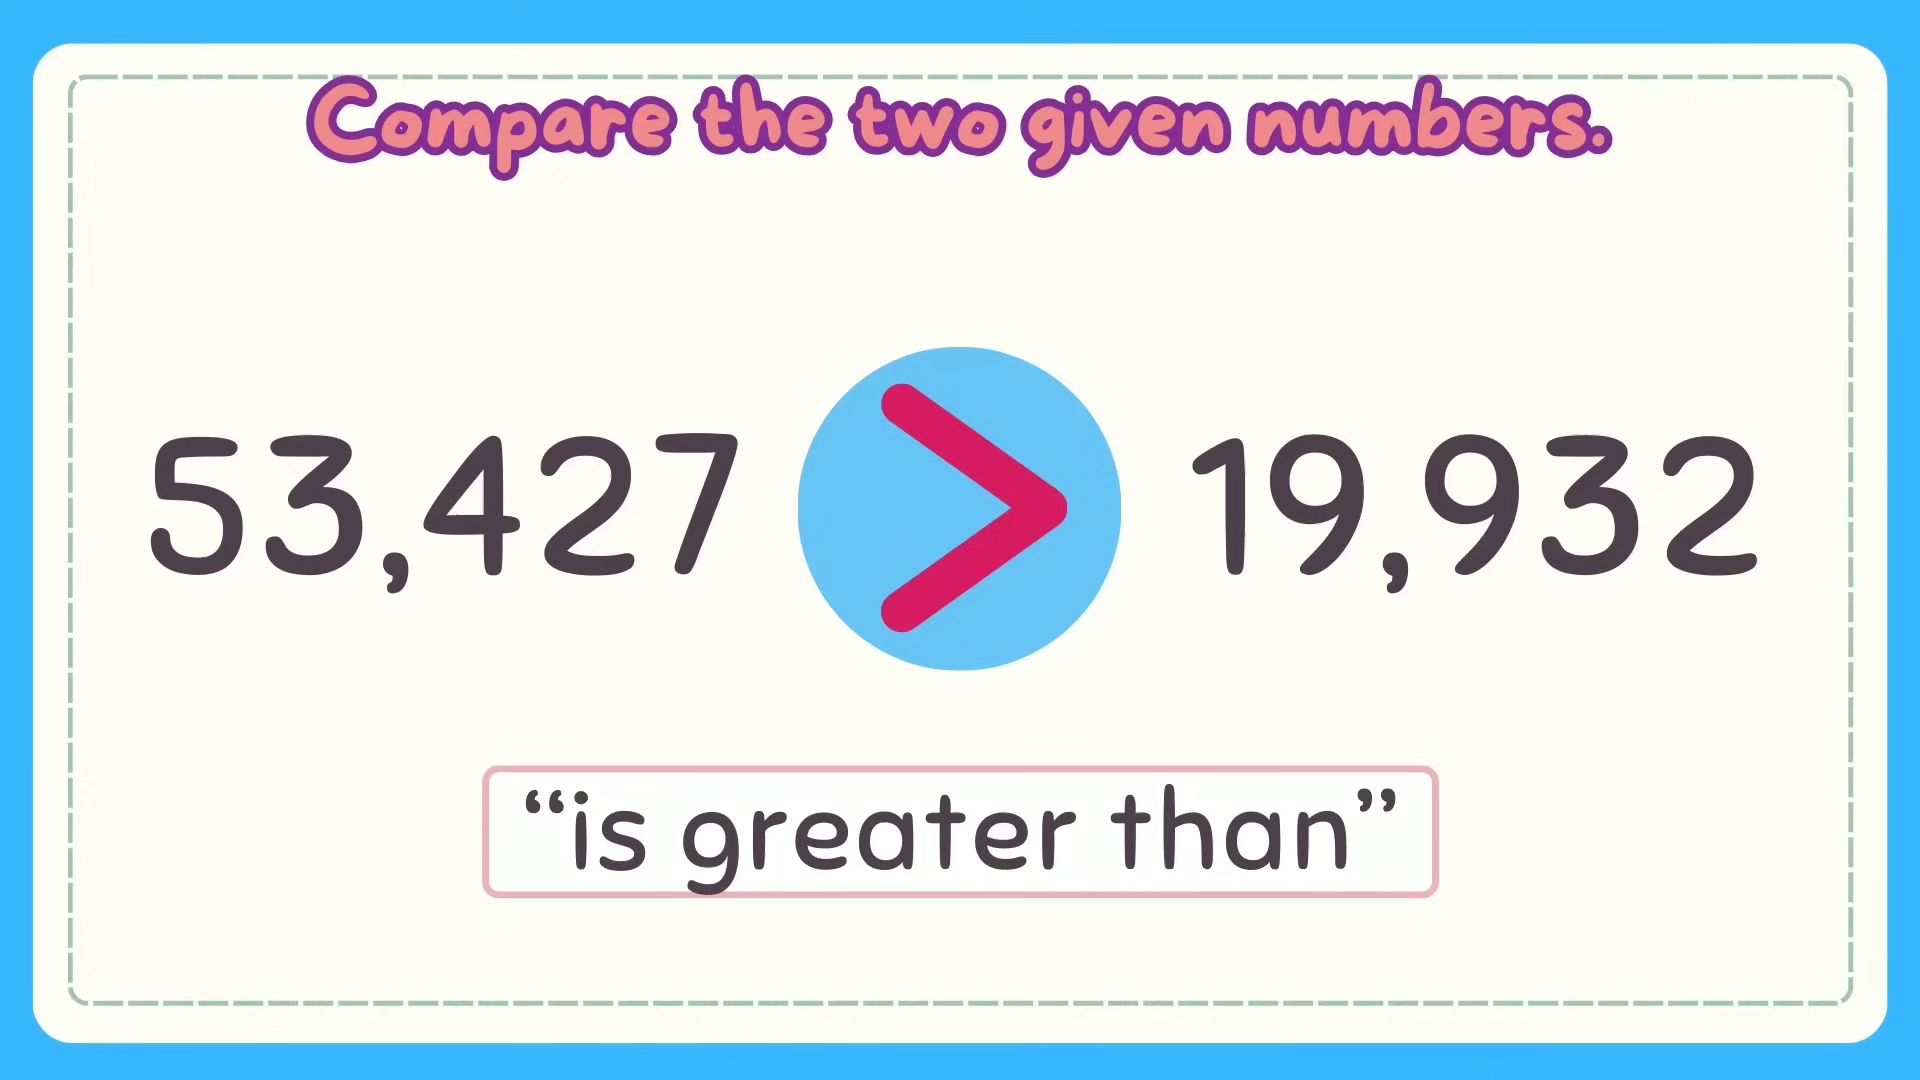 Compare the two given numbers.
53,427 > 19,932
“is greater than”